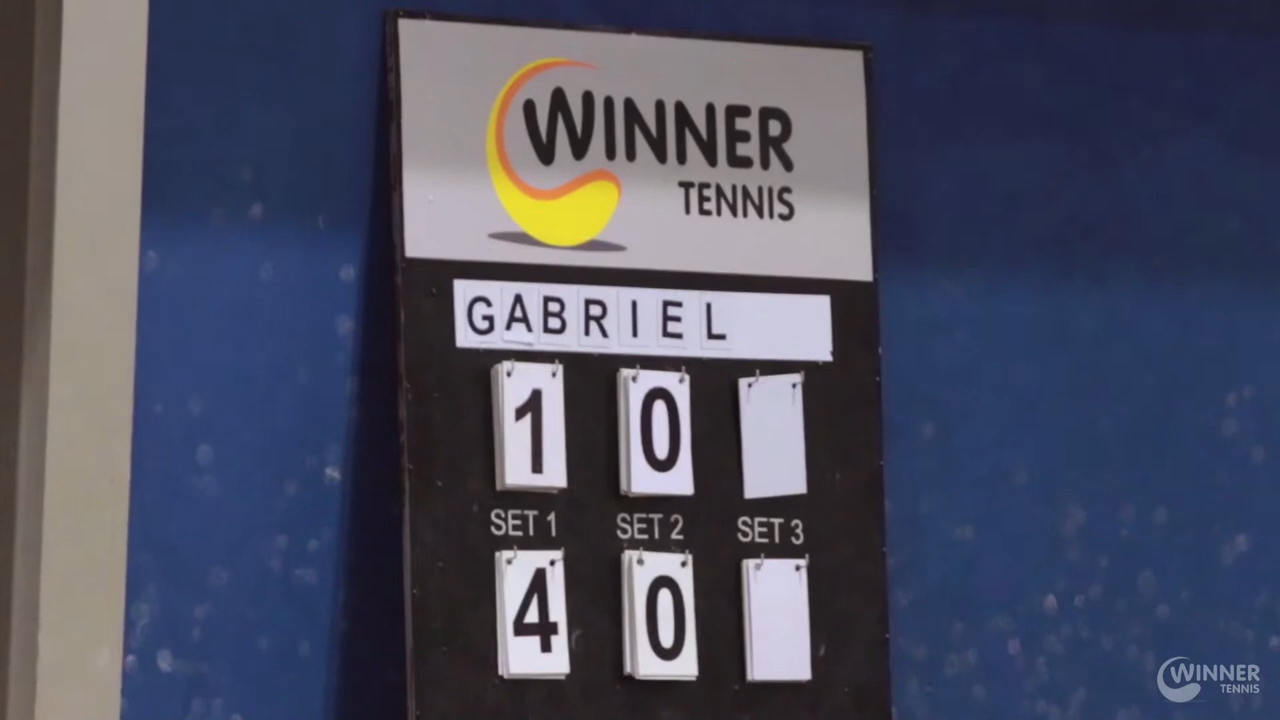 WINNER
TENNIS
GABRIEL
1 0
SET 1 SET 2 SET 3
4 0
WINNER
TENNIS